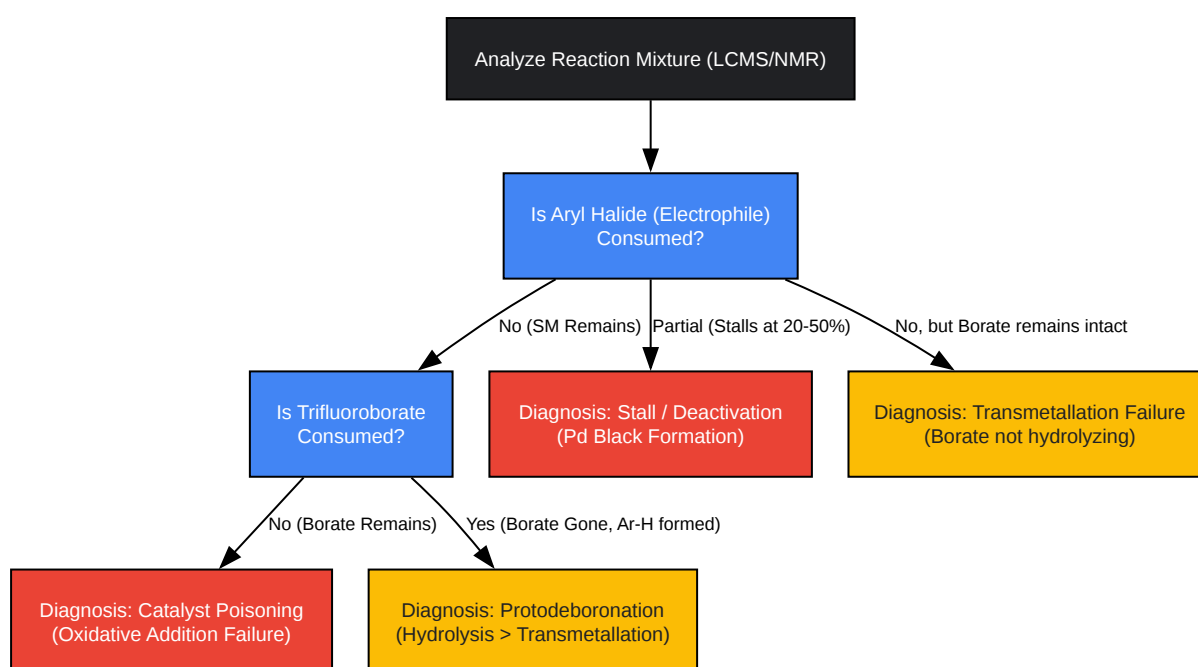 Analyze Reaction Mixture (LCMS/NMR)
Is Aryl Halide (Electrophile)
Consumed?
No (SM Remains)
Partial (Stalls at 20-50%)
No, but Borate remains intact
Is Trifluoroborate
Consumed?
Diagnosis: Stall / Deactivation
(Pd Black Formation)
Diagnosis: Transmetallation Failure
(Borate not hydrolyzing)
No (Borate Remains)
Yes (Borate Gone, Ar-H formed)
Diagnosis: Catalyst Poisoning
(Oxidative Addition Failure)
Diagnosis: Protodeboronation
(Hydrolysis > Transmetallation)